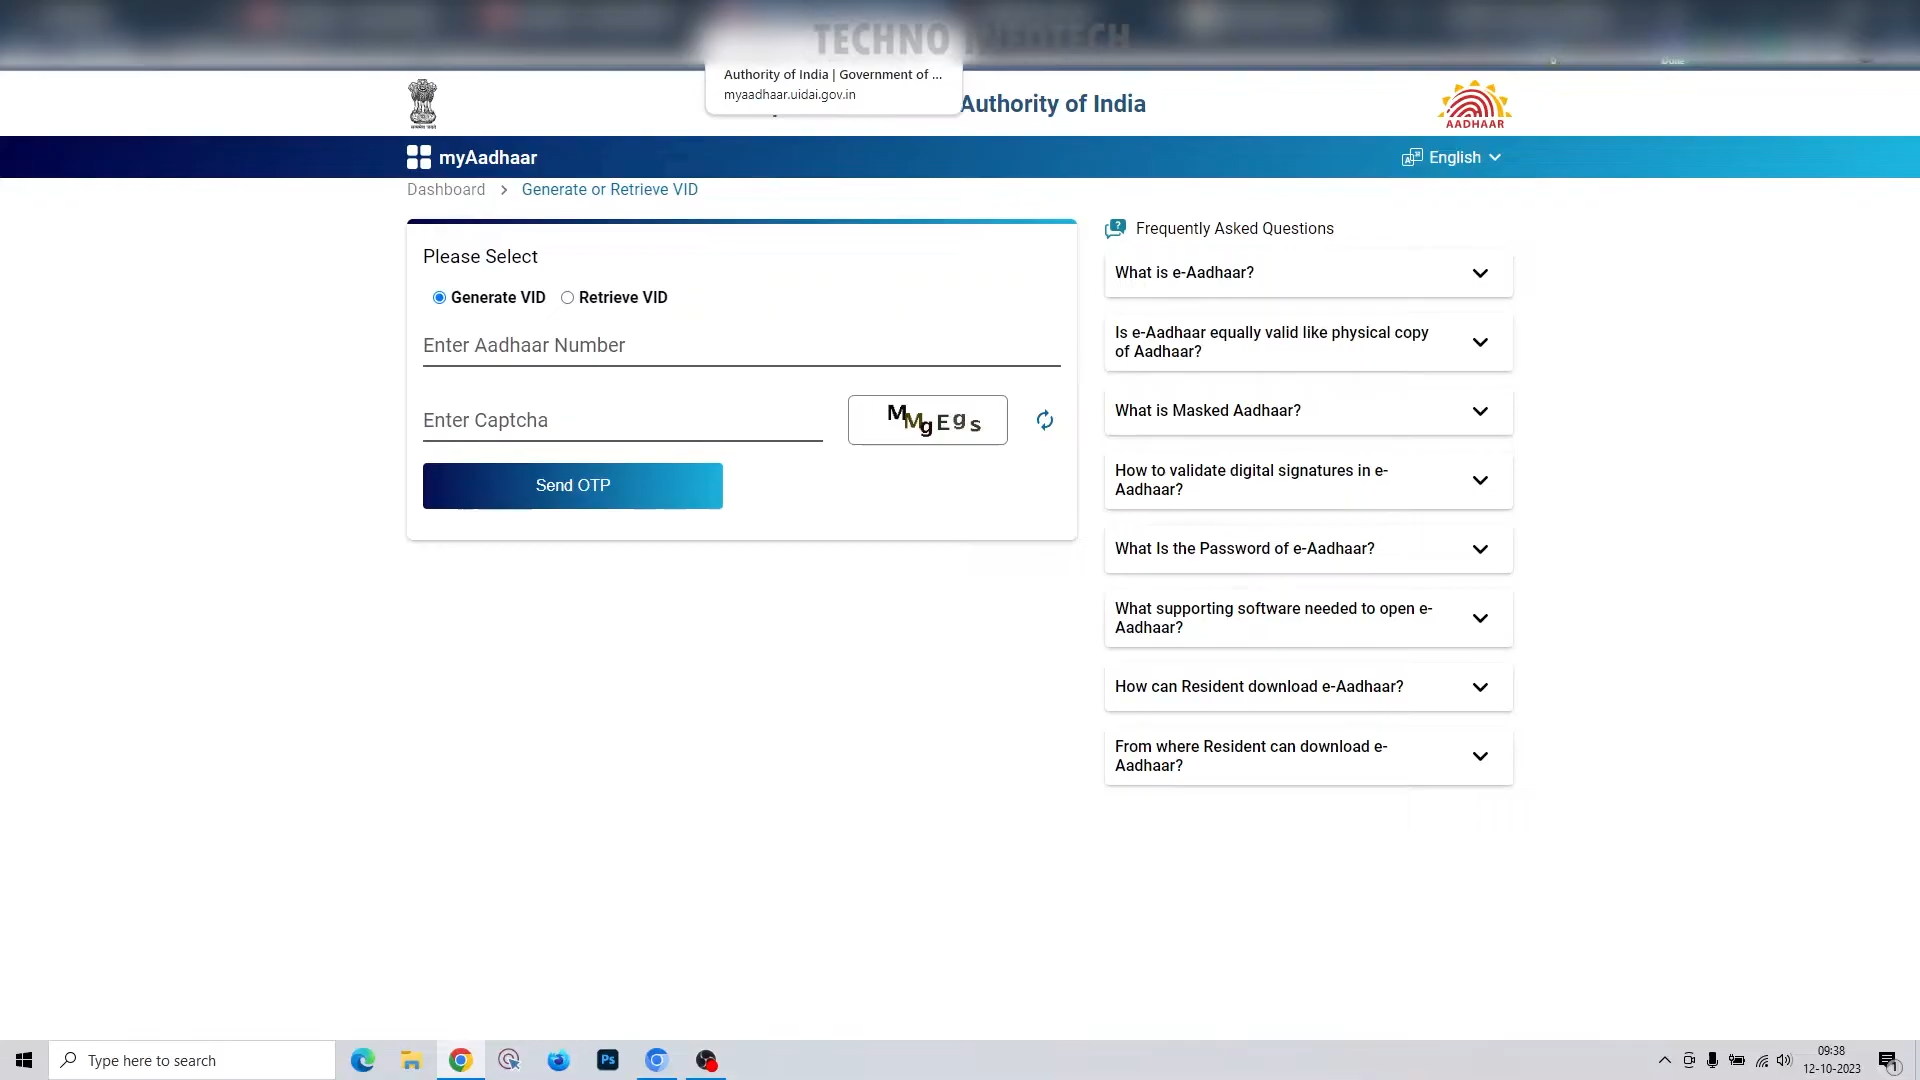 TECHNO
Authority of India | Government of ...
myaadhaar.uidai.gov.in
Authority of India
AADHAAR
myAadhaar
English
Dashboard > Generate or Retrieve VID
Please Select
Generate VID Retrieve VID
Enter Aadhaar Number
Enter Captcha
MMgEgs
Send OTP
Frequently Asked Questions
What is e-Aadhaar?
Is e-Aadhaar equally valid like physical copy
of Aadhaar?
What is Masked Aadhaar?
How to validate digital signatures in e-
Aadhaar?
What Is the Password of e-Aadhaar?
What supporting software needed to open e-
Aadhaar?
How can Resident download e-Aadhaar?
From where Resident can download e-
Aadhaar?
Type here to search
Ps
09:38
12-10-2023
1